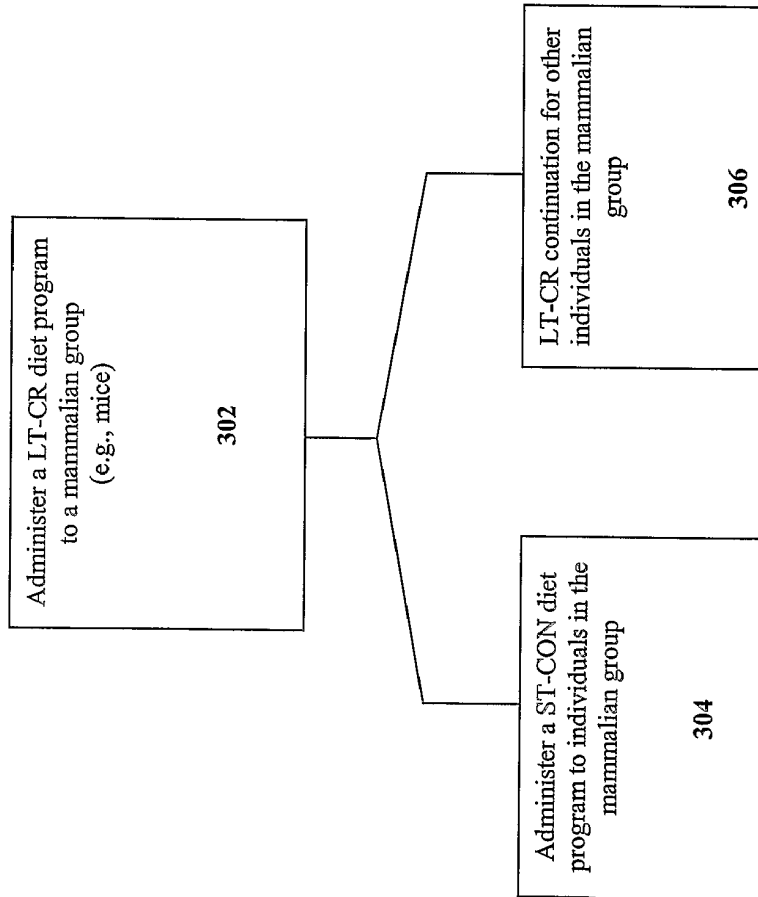 Administer a LT-CR diet program
to a mammalian group
(e.g., mice)
302
Administer a ST-CON diet
program to individuals in the
mammalian group
304
LT-CR continuation for other
individuals in the mammalian
group
306